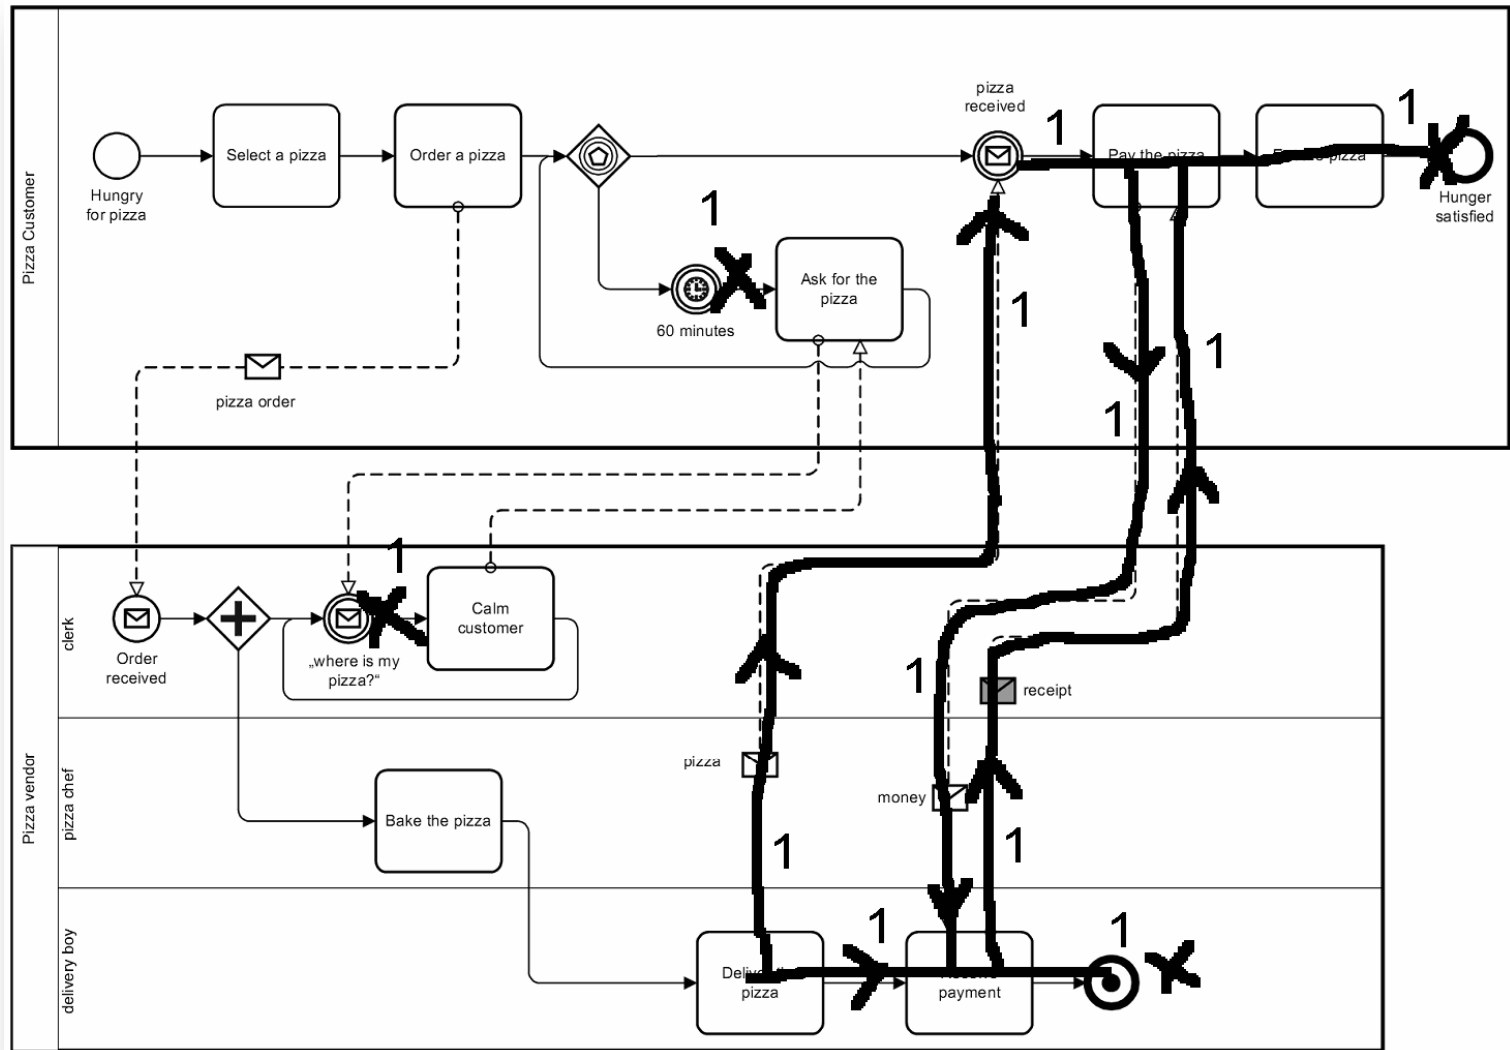 Pizza Customer
Hungry
for pizza
Select a pizza
Order a pizza
pizza
received
1
Pay the pizza
pizza
1
Hunger
satisfied
1
60 minutes
Ask for the
pizza
1
1
1
pizza order
Pizza vendor
clerk
Order
received
1
„where is my
pizza?“
Calm
customer
1
receipt
pizza chef
Bake the pizza
pizza
money
1
1
delivery boy
pizza
1
payment
1